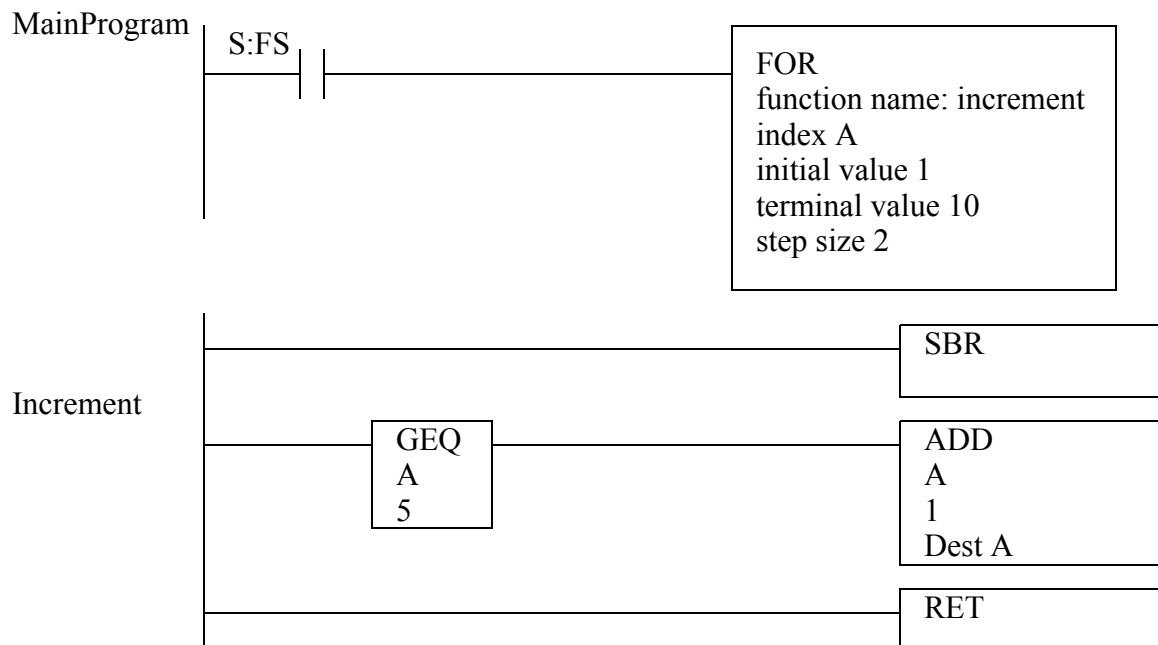 MainProgram
S:FS
FOR
function name: increment
index A
initial value 1
terminal value 10
step size 2
SBR
Increment
GEQ
A
5
ADD
A
1
Dest A
RET